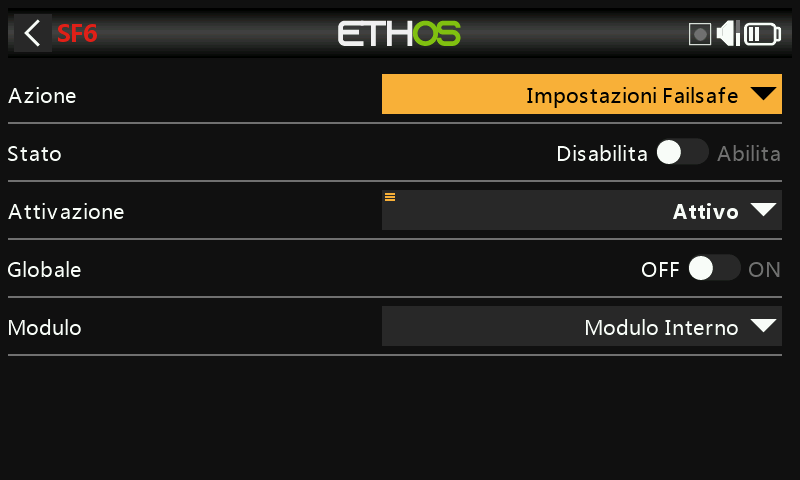 SF6 ETHOS
Azione Impostazioni Failsafe
Stato Disabilita Abilita
Attivazione Attivo
Globale OFF ON
Modulo Modulo Interno